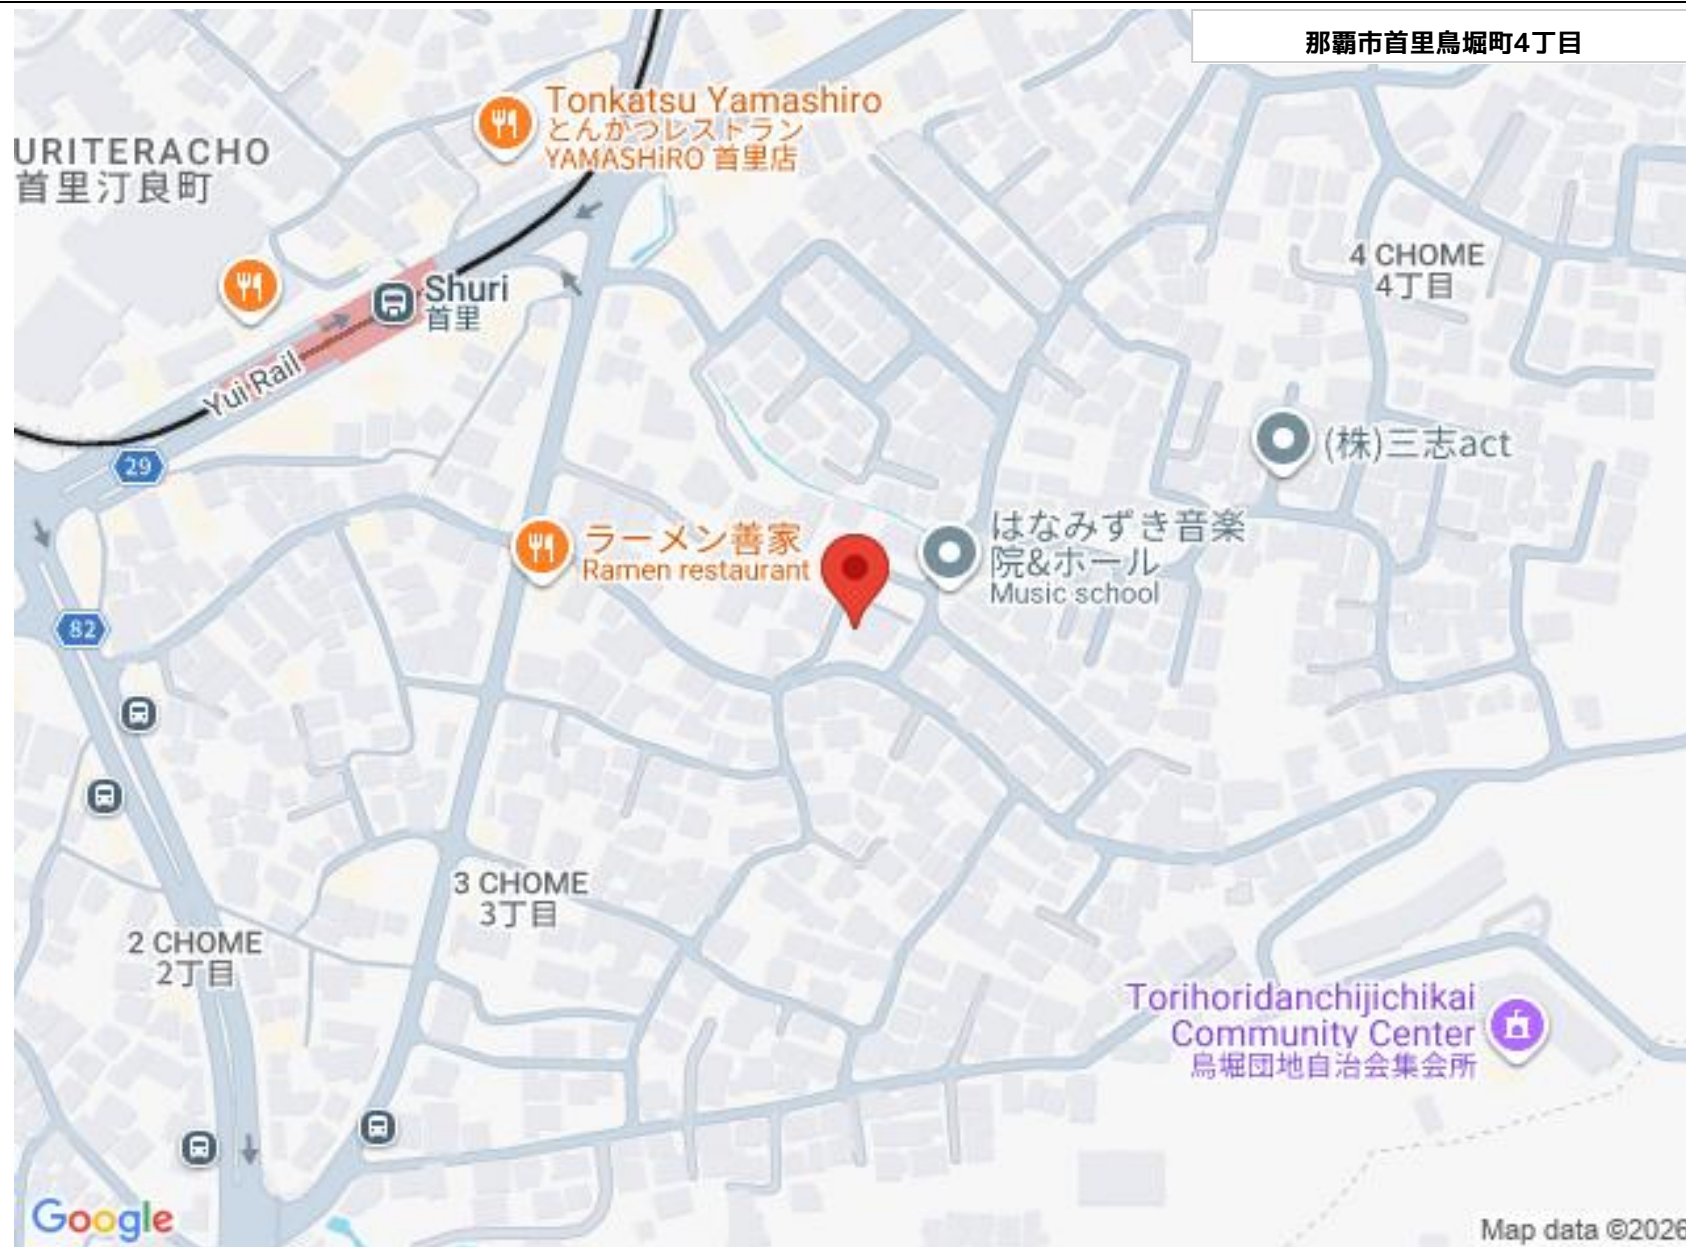 那覇市首里鳥堀町4丁目
Tonkatsu Yamashiro
とんかつレストラン
YAMASHiRO 首里店
URITERACHO
首里汀良町
4 CHOME
4丁目
Shuri
首里
Yui Rail
(株)三志act
29
はなみずき音楽
院&ホール
Music school
ラーメン善家
Ramen restaurant
82
3 CHOME
3丁目
2 CHOME
2丁目
Torihoridanchijichikai
Community Center
鳥堀団地自治会集会所
Google
Map data ©2026